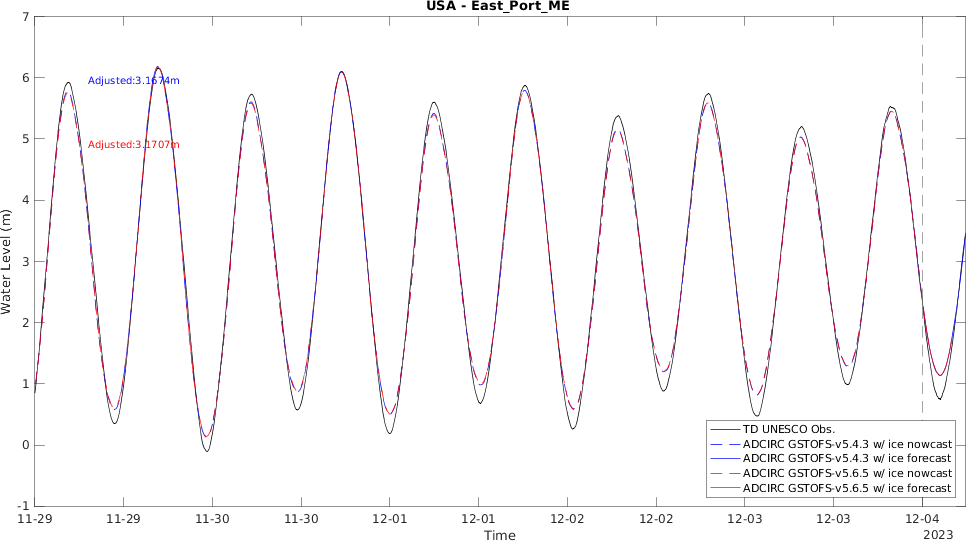 USA - East_Port_ME
7
6
5
4
3
2
1
0
-1
Water Level (m)
Adjusted:3.1674m
Adjusted:3.1707m
TD UNESCO Obs.
ADCIRC GSTOFS-v5.4.3 w/ ice nowcast
ADCIRC GSTOFS-v5.4.3 w/ ice forecast
ADCIRC GSTOFS-v5.6.5 w/ ice nowcast
ADCIRC GSTOFS-v5.6.5 w/ ice forecast
11-29 11-29 11-30 11-30 12-01 12-01 12-02 12-02 12-03 12-03 12-04
2023
Time